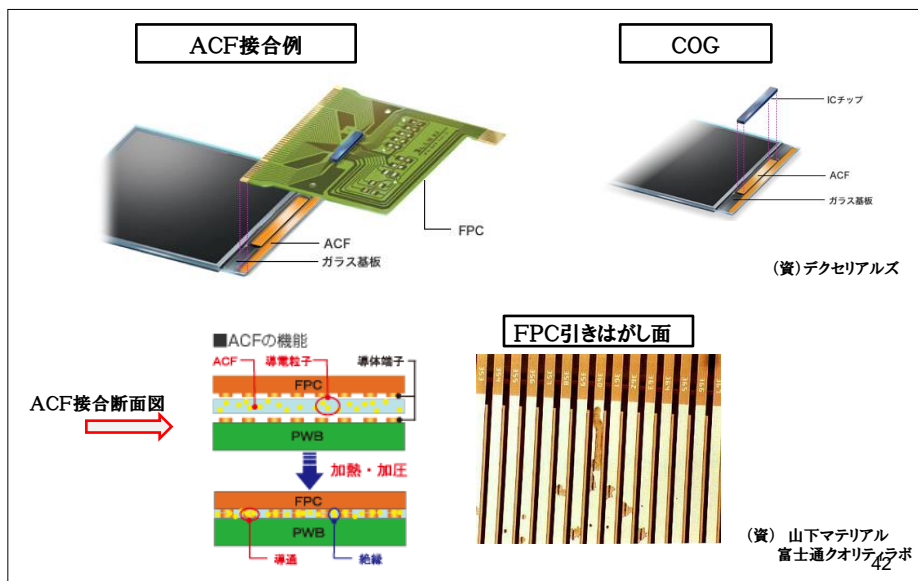 ACF接合例
COG
ICチップ
ACF
ガラス基板
FPC
ACF
ガラス基板
(資)デクセリアルズ
■ACFの機能
ACF
導電粒子
導体端子
FPC
PWB
加熱・加圧
FPC
PWB
導通
絶縁
ACF接合断面図
FPC引きはがし面
(資) 山下マテリアル
富士通クオリティラボ
42